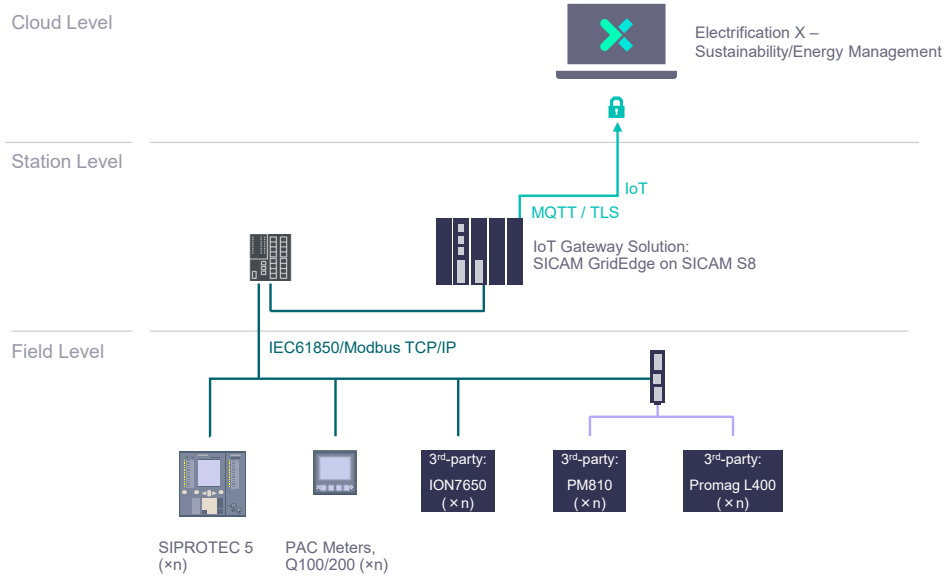 Cloud Level
Electrification X –
Sustainability/Energy Management
Station Level
IoT
MQTT / TLS
IoT Gateway Solution:
SICAM GridEdge on SICAM S8
IEC61850/Modbus TCP/IP
Field Level
3rd-party:
ION7650
(×n)
3rd-party:
PM810
(×n)
3rd-party:
Promag L400
(×n)
SIPROTEC 5
(×n)
PAC Meters,
Q100/200 (×n)